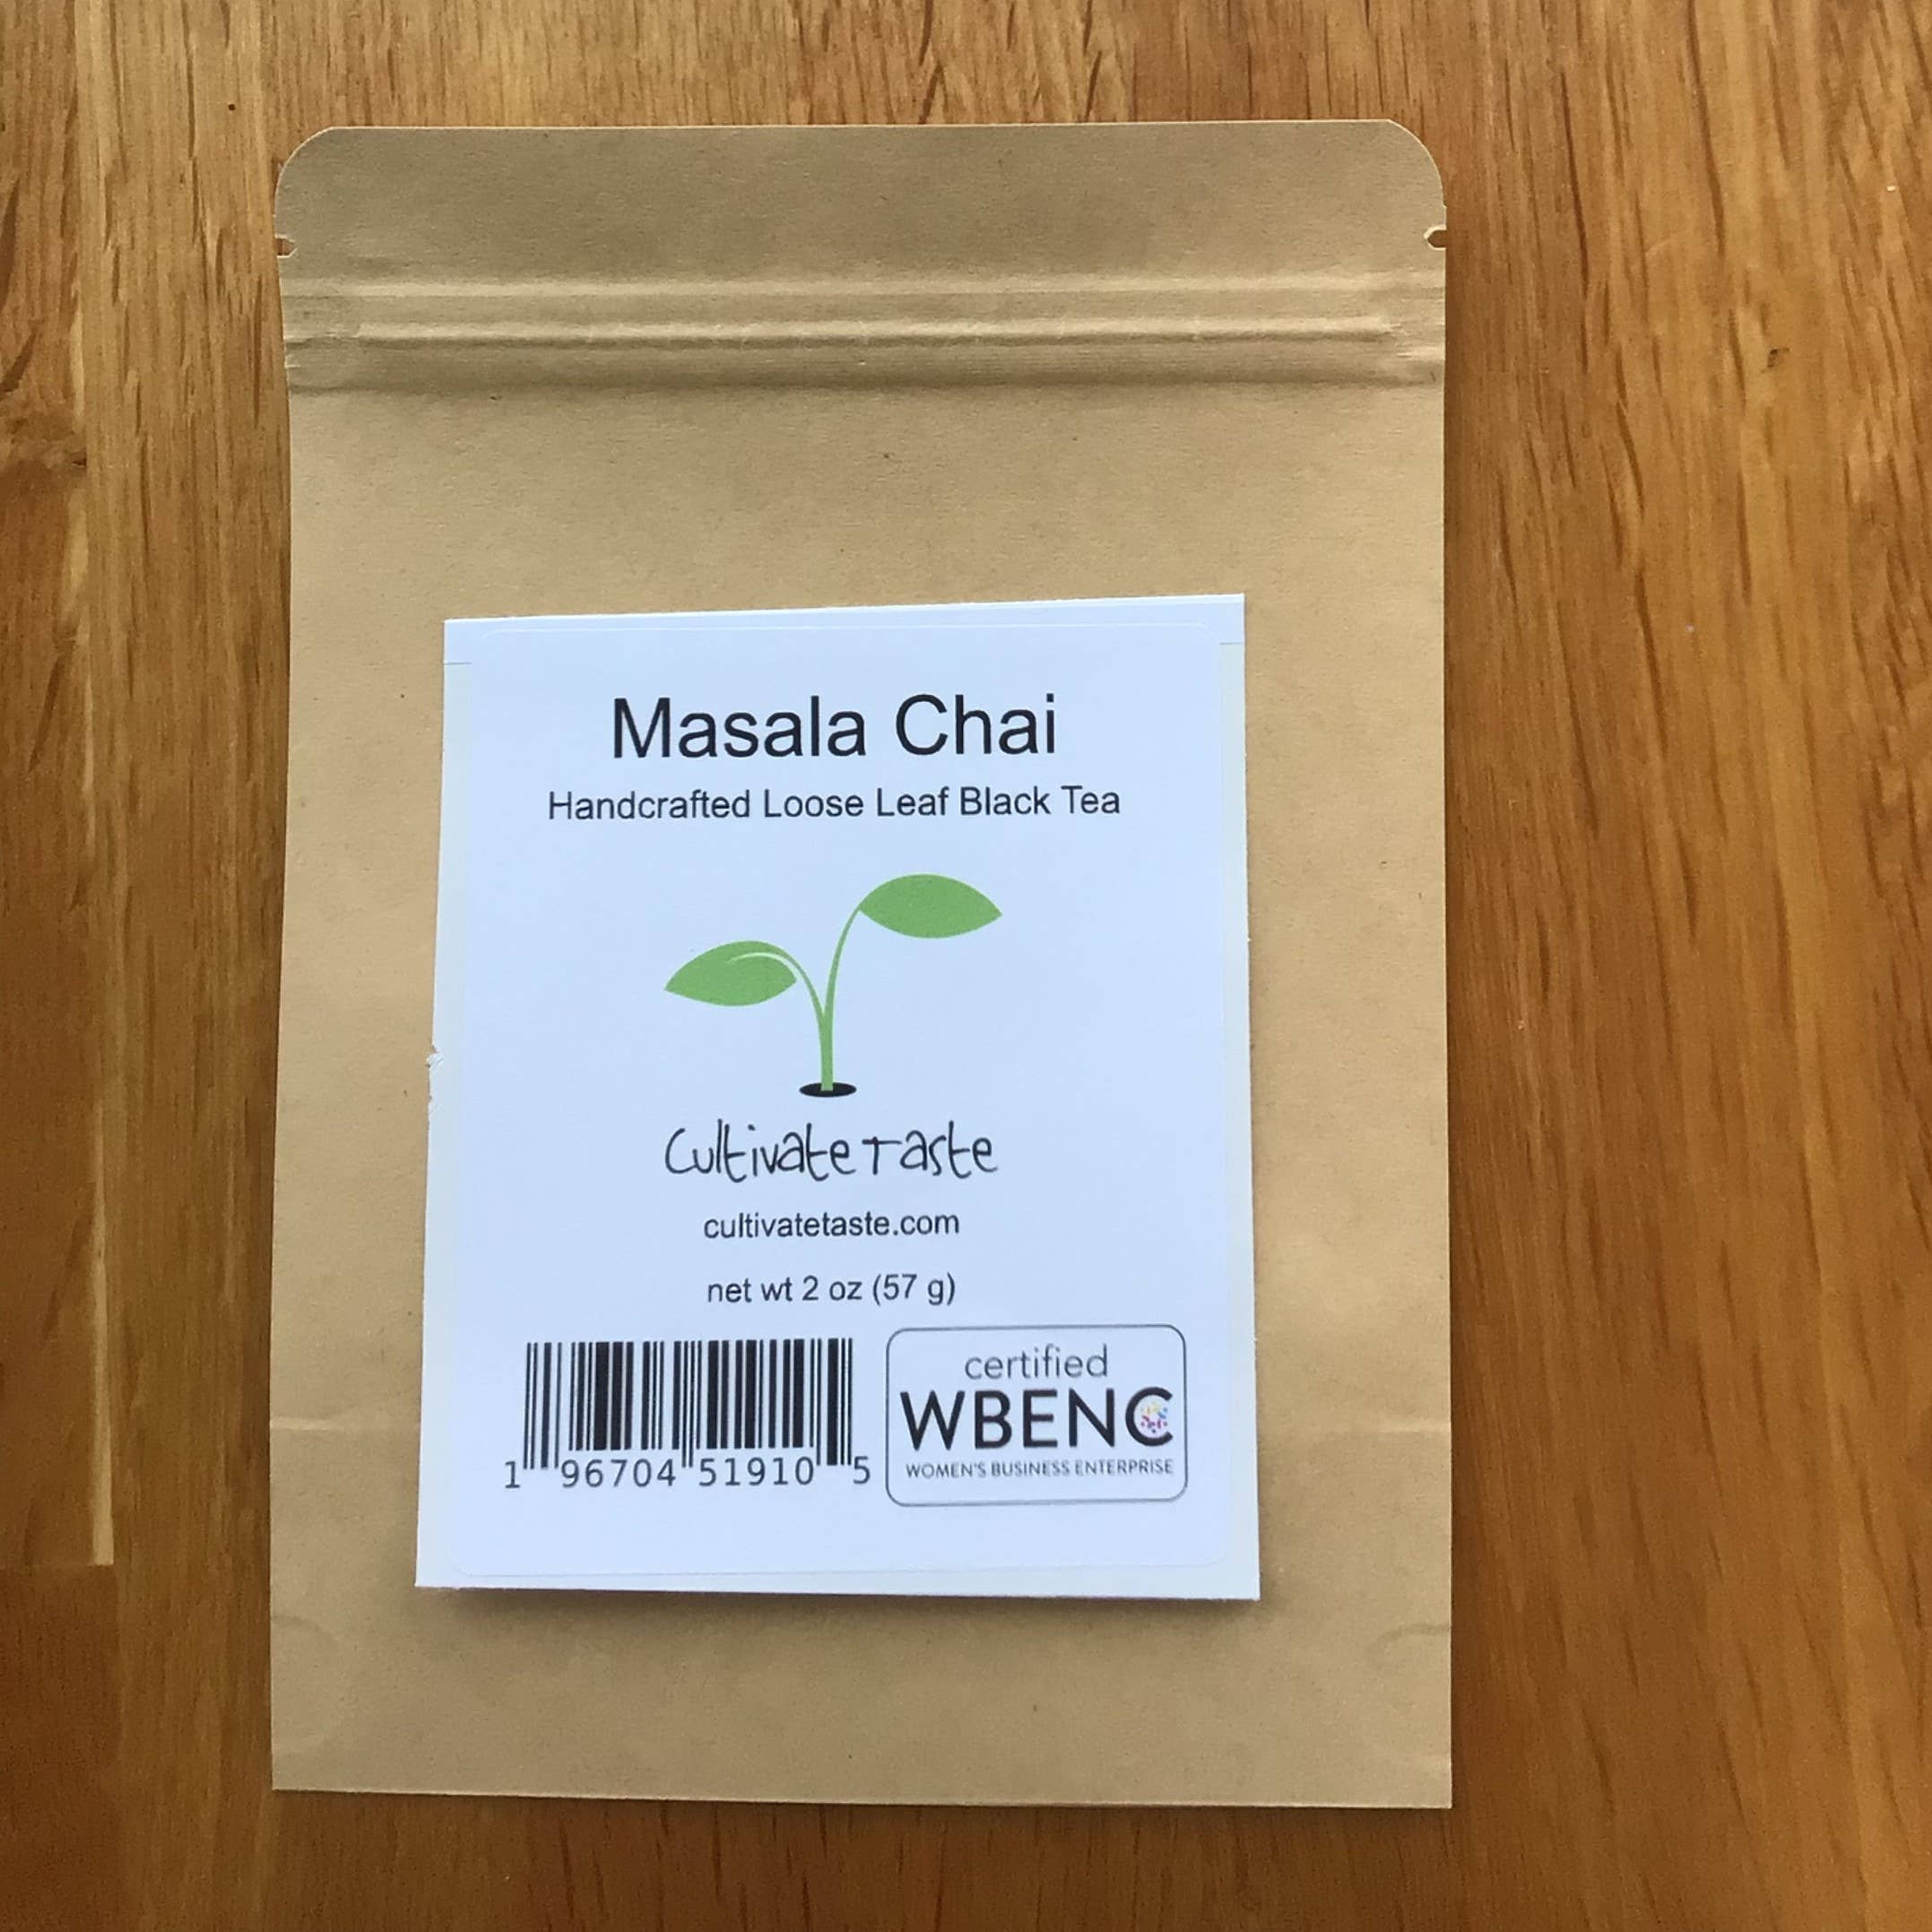 Masala Chai
Handcrafted Loose Leaf Black Tea
Cultivate Taste
cultivatetaste.com
net wt 2 oz (57 g)
1 96704 51910 5
certified
WBENC
WOMEN'S BUSINESS ENTERPRISE